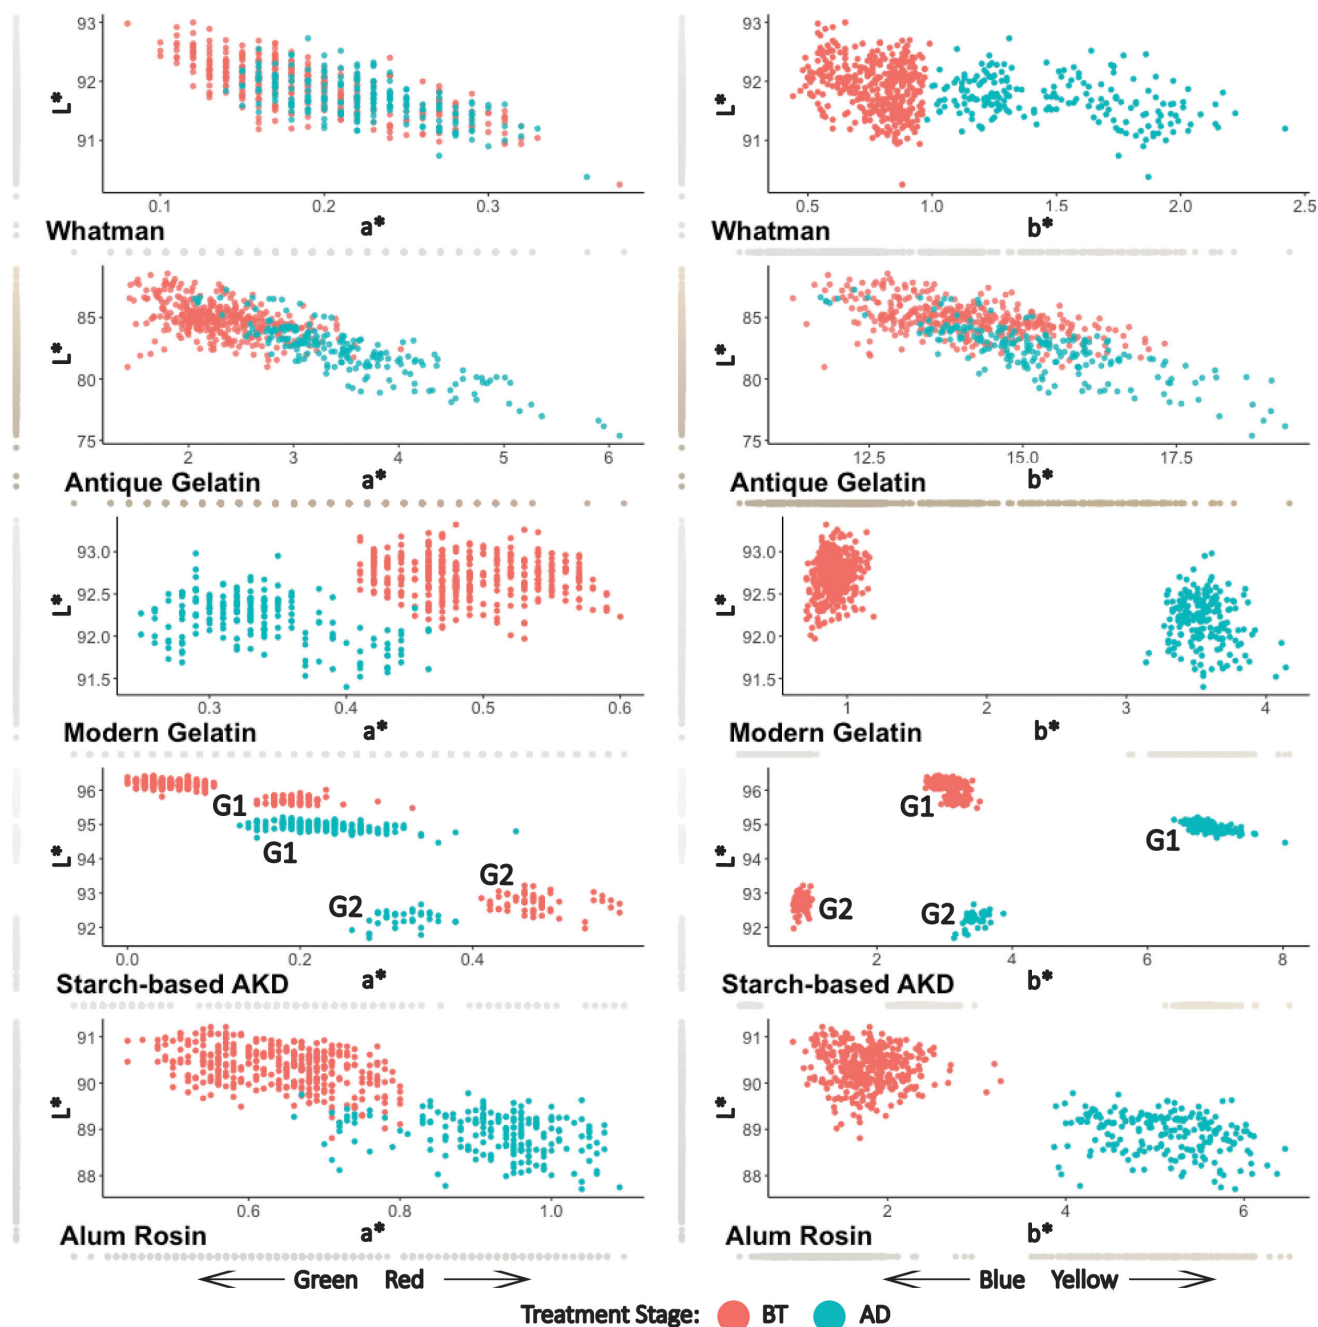 93
92
91
L*
0.1 0.2 0.3
Whatman a*
93
92
91
L*
0.5 1.0 1.5 2.0 2.5
Whatman b*
85
80
75
L*
2 3 4 5 6
Antique Gelatin a*
85
80
75
L*
12.5 15.0 17.5
Antique Gelatin b*
93.0
92.5
92.0
91.5
L*
0.3 0.4 0.5 0.6
Modern Gelatin a*
93.0
92.5
92.0
91.5
L*
1 2 3 4
Modern Gelatin b*
96
95
94
93
92
L*
G1
G1
G2
G2
0.0 0.2 0.4
Starch-based AKD a*
96
95
94
93
92
L*
G1
G1
G2
G2
2 4 6 8
Starch-based AKD b*
91
90
89
88
L*
0.6 0.8 1.0
Alum Rosin a*
91
90
89
88
L*
2 4 6
Alum Rosin b*
Green Red
Blue Yellow
Treatment Stage: BT AD